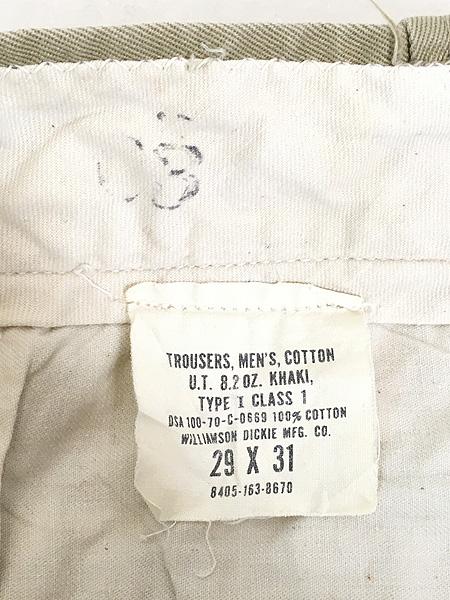 TROUSERS, MEN'S, COTTON
U.T. 8.2 OZ. KHAKI,
TYPE I CLASS 1
DSA 100-70-C-0669 100% COTTON
WILLIAMSON DICKIE MFG. CO.
29 X 31
8405-163-8670